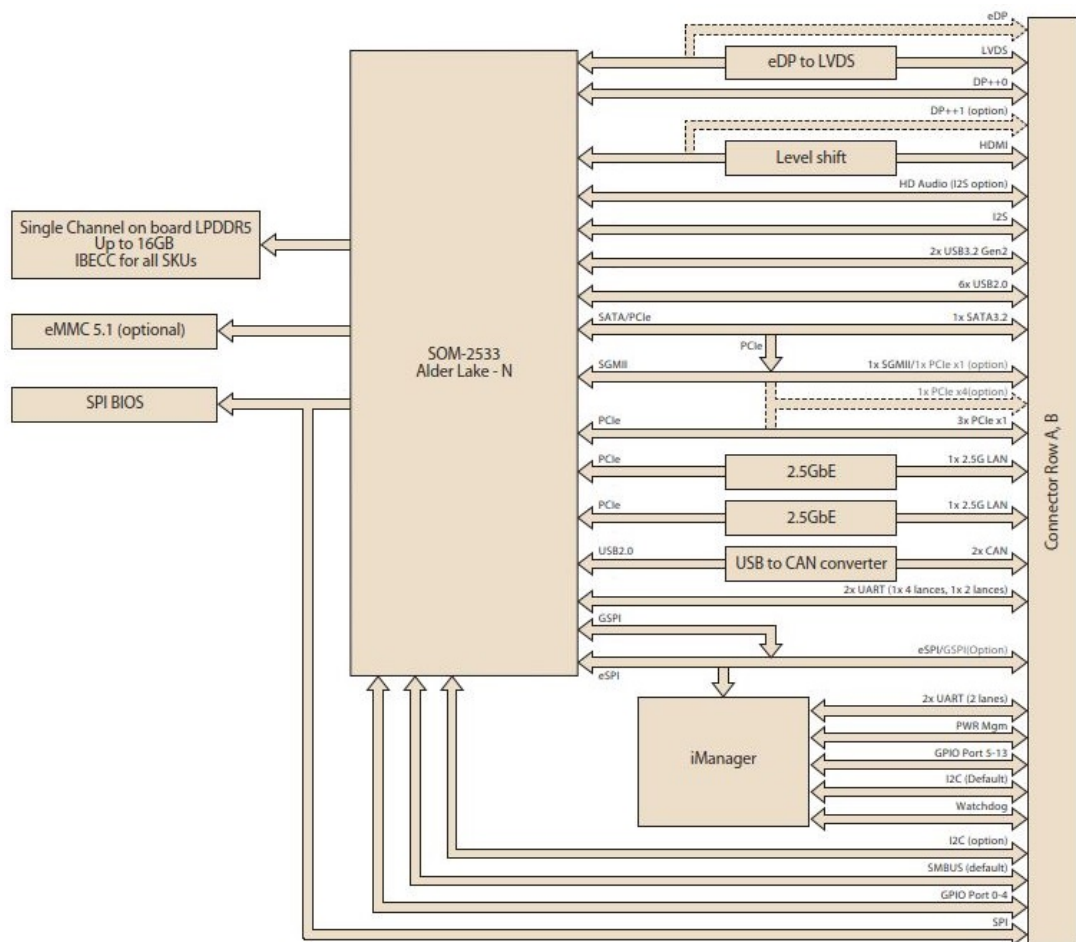 eDP
eDP to LVDS
LVDS
DP++0
DP++1 (option)
Level shift
HDMI
HD Audio (I2S option)
Single Channel on board LPDDR5
Up to 16GB
IBECC for all SKUs
I2S
2x USB3.2 Gen2
6x USB2.0
eMMC 5.1 (optional)
SATA/PCIe
1x SATA3.2
PCIe
SOM-2533
Alder Lake - N
SGMII
1x SGMII/1x PCIe x1 (option)
SPI BIOS
1x PCIe x4(option)
PCIe
3x PCIe x1
PCIe
2.5GbE
1x 2.5G LAN
PCIe
2.5GbE
1x 2.5G LAN
USB2.0
USB to CAN converter
2x CAN
2x UART (1x 4 lances, 1x 2 lances)
GSPI
eSPI/GSPI(Option)
eSPI
Connector Row A, B
iManager
2x UART (2 lanes)
PWR Mgm
GPIO Port 5-13
I2C (Default)
Watchdog
I2C (option)
SMBUS (default)
GPIO Port 0-4
SPI